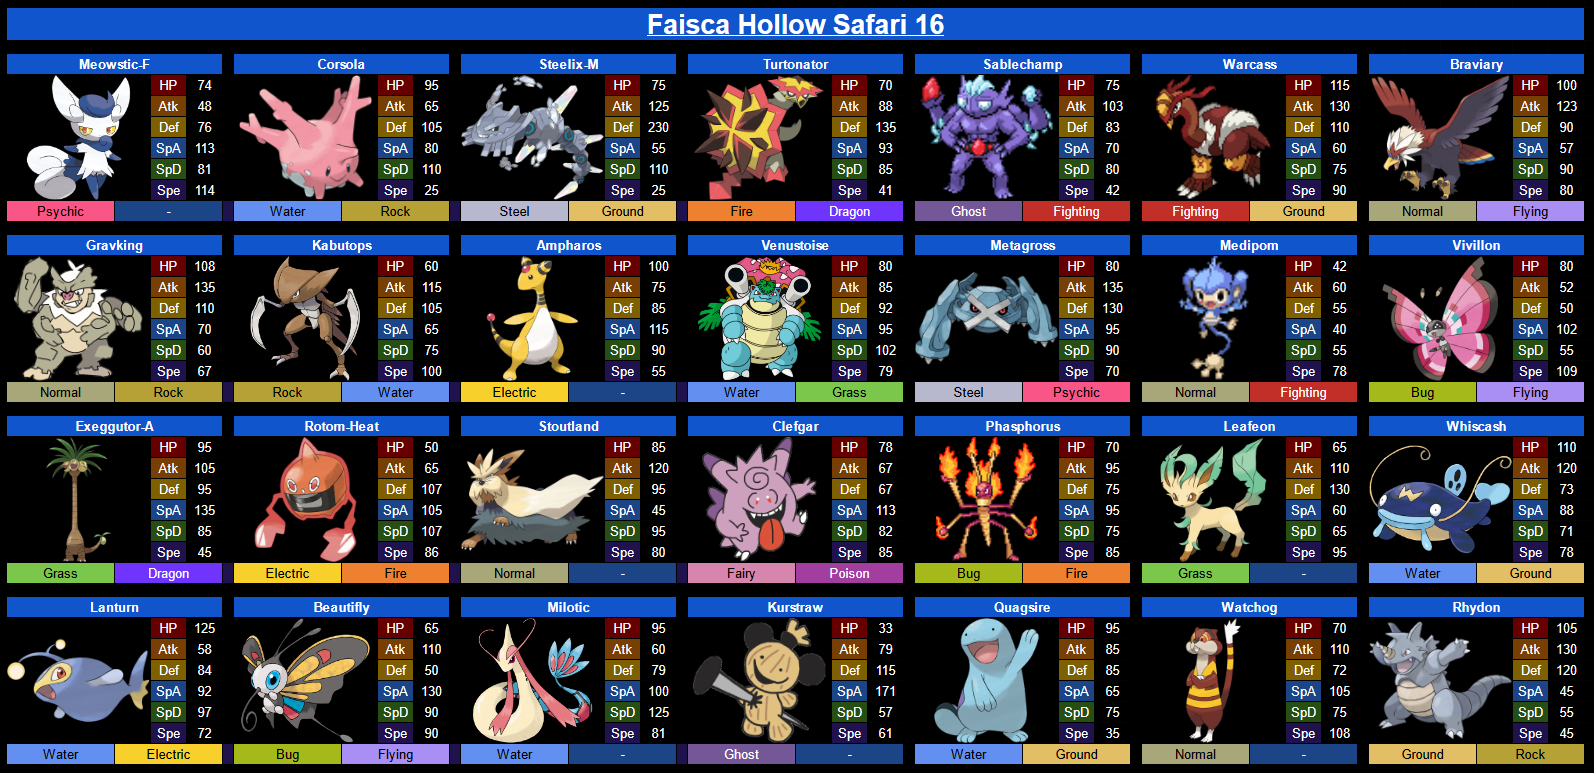 Faisca Hollow Safari 16
Meowstic-F Corsola Steelix-M Turtonator Sablechamp Warcass Braviary
HP 74 HP 95 HP 75 HP 70 HP 75 HP 115 HP 100
Atk 48 Atk 65 Atk 125 Atk 88 Atk 103 Atk 130 Atk 123
Def 76 Def 105 Def 230 Def 135 Def 83 Def 110 Def 90
SpA 113 SpA 80 SpA 55 SpA 93 SpA 70 SpA 60 SpA 57
SpD 81 SpD 110 SpD 110 SpD 85 SpD 80 SpD 75 SpD 90
Spe 114 Spe 25 Spe 25 Spe 41 Spe 42 Spe 90 Spe 80
Psychic - Water Rock Steel Ground Fire Dragon Ghost Fighting Fighting Ground Normal Flying
Gravking Kabutops Ampharos Venustoise Metagross Medipom Vivillon
HP 108 HP 60 HP 100 HP 80 HP 80 HP 42 HP 80
Atk 135 Atk 115 Atk 75 Atk 85 Atk 135 Atk 60 Atk 52
Def 110 Def 105 Def 85 Def 92 Def 130 Def 55 Def 50
SpA 70 SpA 65 SpA 115 SpA 95 SpA 95 SpA 40 SpA 102
SpD 60 SpD 75 SpD 90 SpD 102 SpD 90 SpD 55 SpD 55
Spe 67 Spe 100 Spe 55 Spe 79 Spe 70 Spe 78 Spe 109
Normal Rock Rock Water Electric - Water Grass Steel Psychic Normal Fighting Bug Flying
Exeggutor-A Rotom-Heat Stoutland Clefgar Phasphorus Leafeon Whiscash
HP 95 HP 50 HP 85 HP 78 HP 70 HP 65 HP 110
Atk 105 Atk 65 Atk 120 Atk 67 Atk 95 Atk 110 Atk 120
Def 95 Def 107 Def 95 Def 67 Def 75 Def 130 Def 73
SpA 135 SpA 105 SpA 45 SpA 113 SpA 95 SpA 60 SpA 88
SpD 85 SpD 107 SpD 95 SpD 82 SpD 75 SpD 65 SpD 71
Spe 45 Spe 86 Spe 80 Spe 85 Spe 85 Spe 95 Spe 78
Grass Dragon Electric Fire Normal - Fairy Poison Bug Fire Grass - Water Ground
Lanturn Beautifly Milotic Kurstraw Quagsire Watchog Rhydon
HP 125 HP 65 HP 95 HP 33 HP 95 HP 70 HP 105
Atk 58 Atk 110 Atk 60 Atk 79 Atk 85 Atk 110 Atk 130
Def 84 Def 50 Def 79 Def 115 Def 85 Def 72 Def 120
SpA 92 SpA 130 SpA 100 SpA 171 SpA 65 SpA 105 SpA 45
SpD 97 SpD 90 SpD 125 SpD 57 SpD 75 SpD 75 SpD 55
Spe 72 Spe 90 Spe 81 Spe 61 Spe 35 Spe 108 Spe 45
Water Electric Bug Flying Water - Ghost - Water Ground Normal - Ground Rock